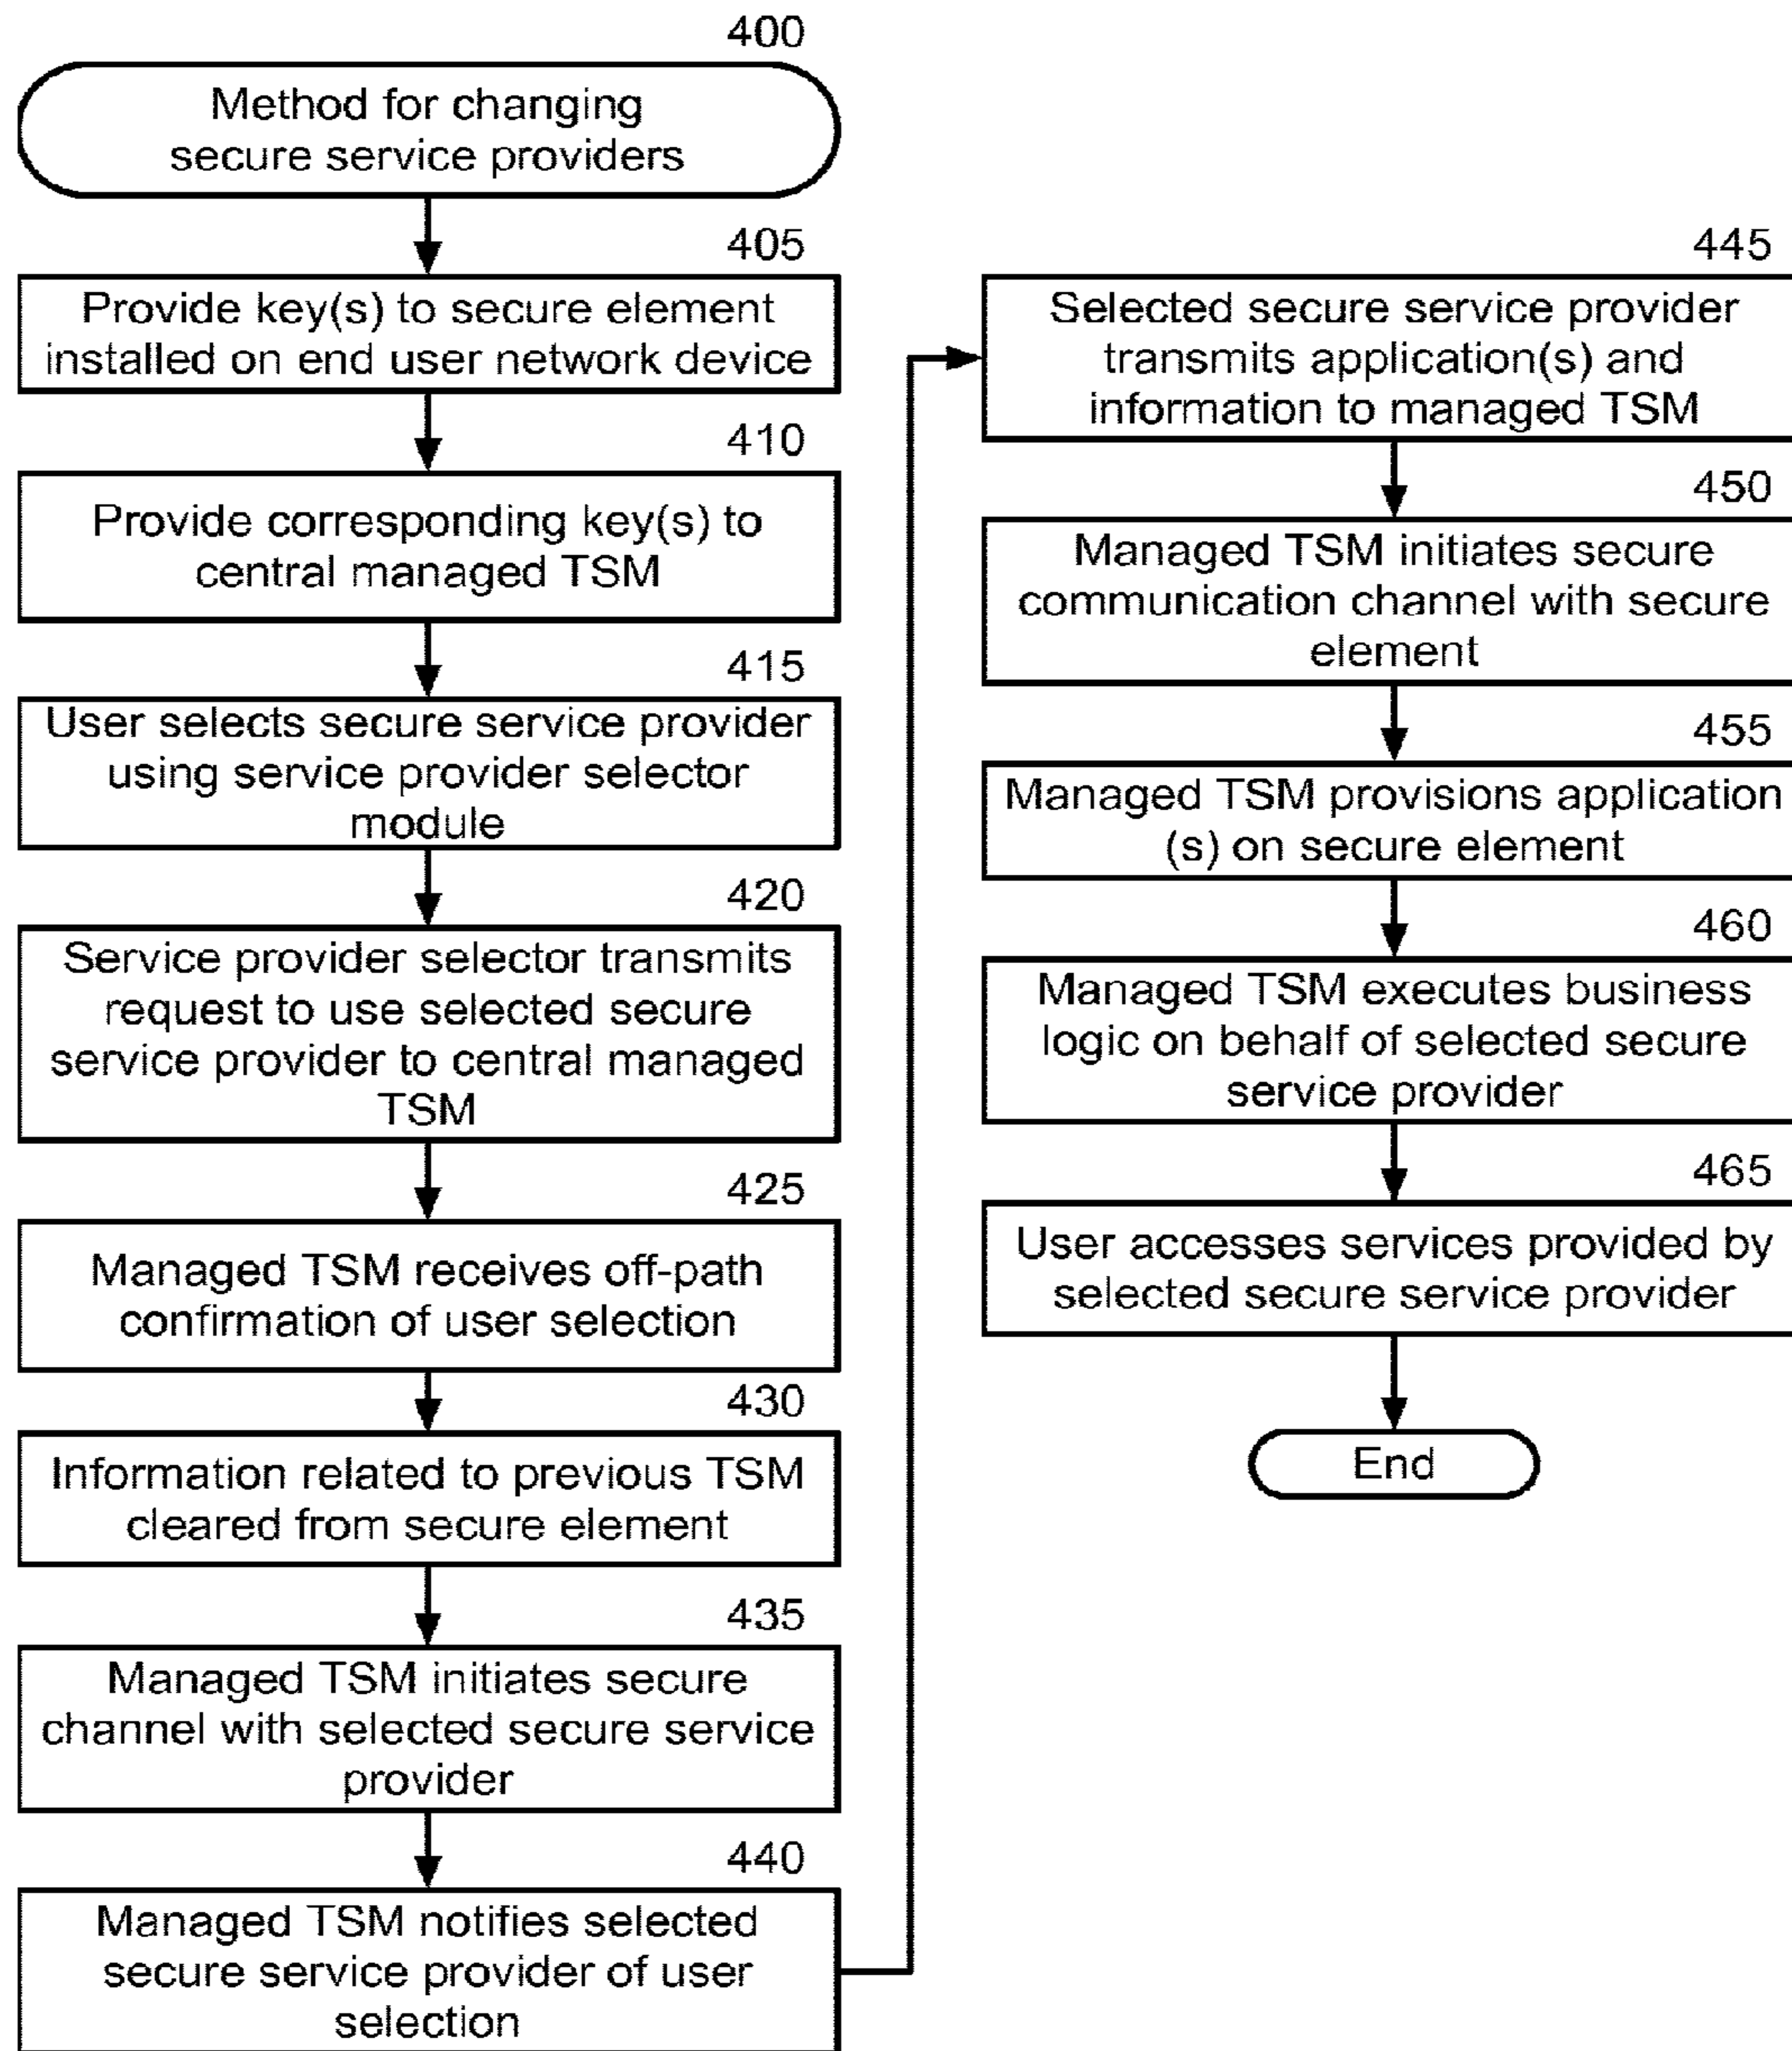 400
Method for changing
secure service providers
405
Provide key(s) to secure element
installed on end user network device
410
Provide corresponding key(s) to
central managed TSM
415
User selects secure service provider
using service provider selector
module
420
Service provider selector transmits
request to use selected secure
service provider to central managed
TSM
425
Managed TSM receives off-path
confirmation of user selection
430
Information related to previous TSM
cleared from secure element
435
Managed TSM initiates secure
channel with selected secure service
provider
440
Managed TSM notifies selected
secure service provider of user
selection
445
Selected secure service provider
transmits application(s) and
information to managed TSM
450
Managed TSM initiates secure
communication channel with secure
element
455
Managed TSM provisions application
(s) on secure element
460
Managed TSM executes business
logic on behalf of selected secure
service provider
465
User accesses services provided by
selected secure service provider
End